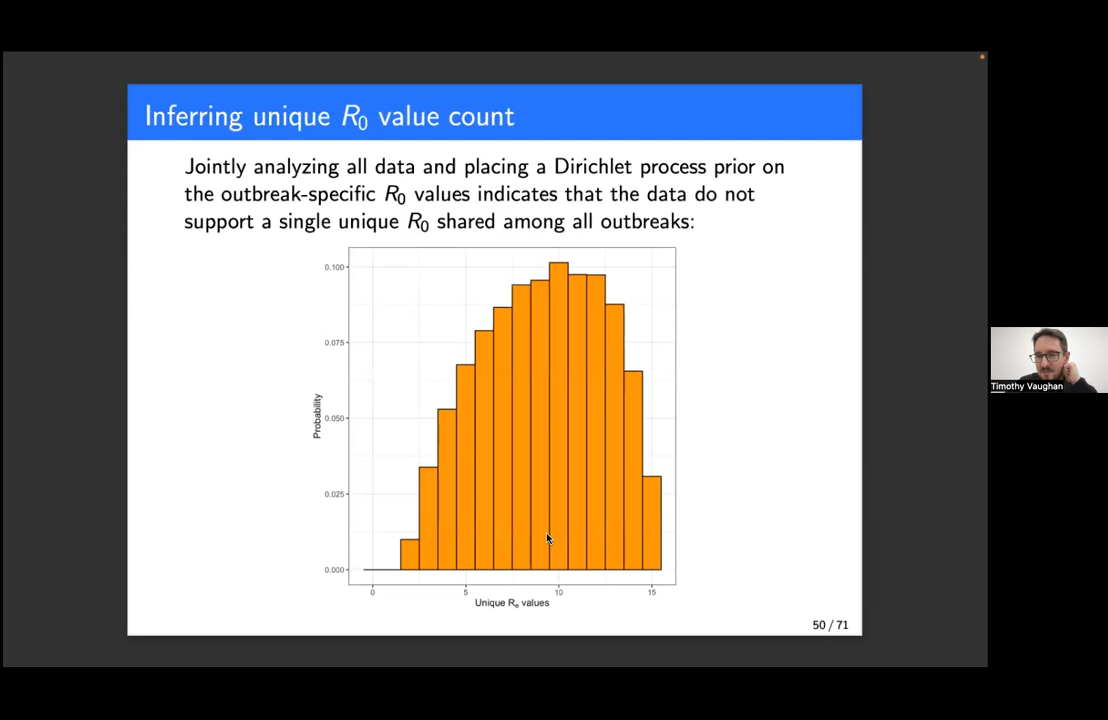 Inferring unique R0 value count
Jointly analyzing all data and placing a Dirichlet process prior on
the outbreak-specific R0 values indicates that the data do not
support a single unique R0 shared among all outbreaks:
0.100
0.075
0.050
0.025
0.000
Probability
0 5 10 15
Unique Re values
50 / 71
Timothy Vaughan